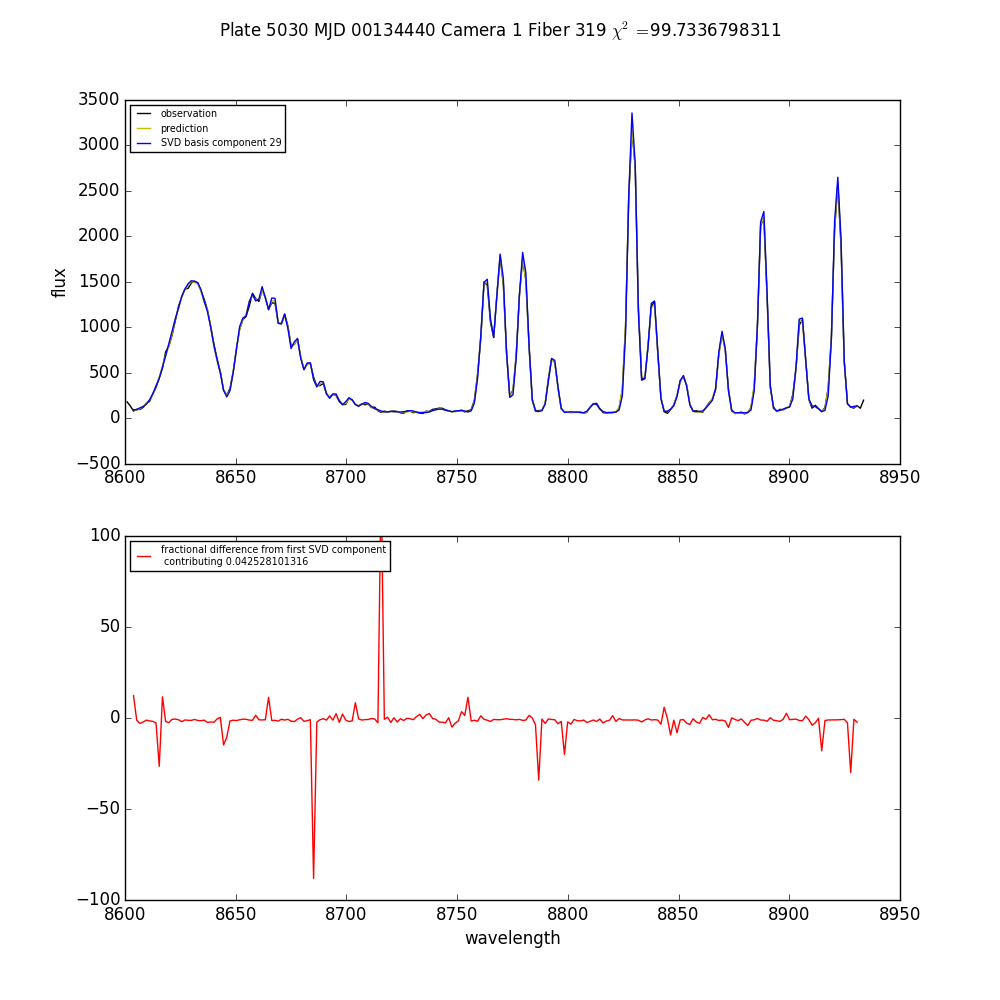 Plate 5030 MJD 00134440 Camera 1 Fiber 319 χ² =99.7336798311
3500
3000
2500
2000
1500
1000
500
0
−500
flux
observation
prediction
SVD basis component 29
8600 8650 8700 8750 8800 8850 8900 8950
100
50
0
−50
−100
fractional difference from first SVD component
contributing 0.042528101316
8600 8650 8700 8750 8800 8850 8900 8950
wavelength